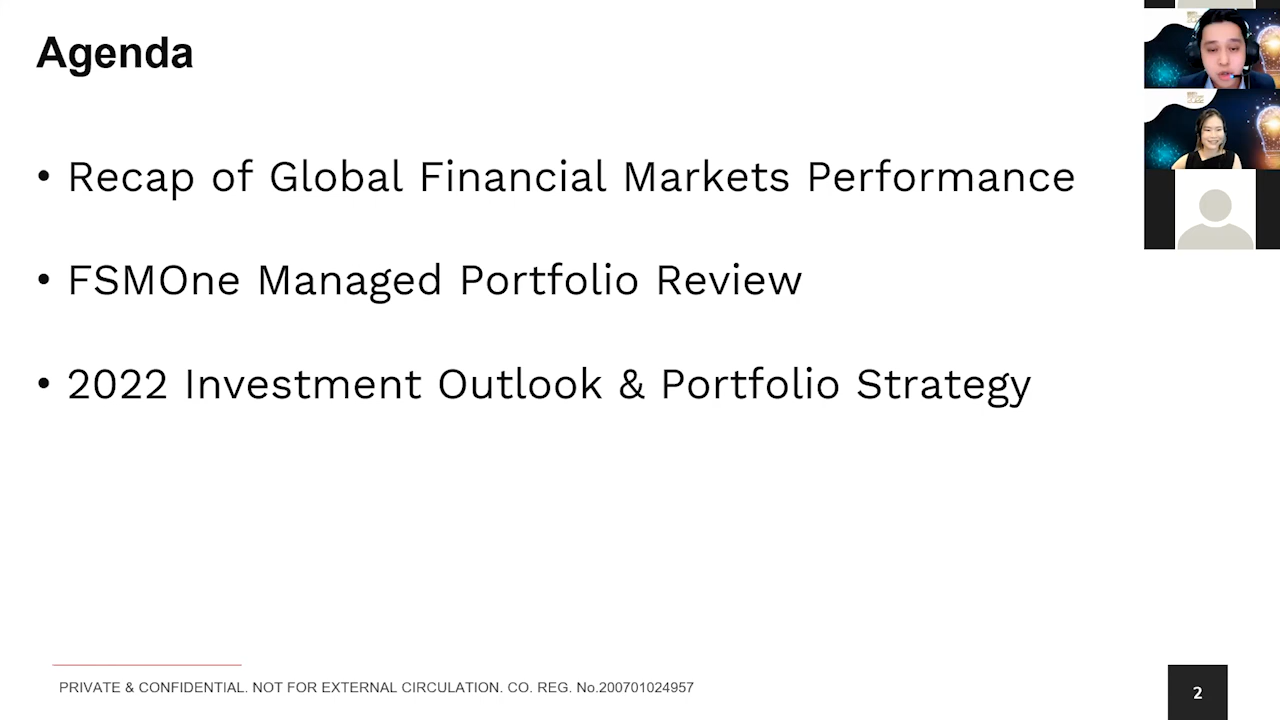 Agenda
• Recap of Global Financial Markets Performance
• FSMOne Managed Portfolio Review
• 2022 Investment Outlook & Portfolio Strategy
PRIVATE & CONFIDENTIAL. NOT FOR EXTERNAL CIRCULATION. CO. REG. No.200701024957
2